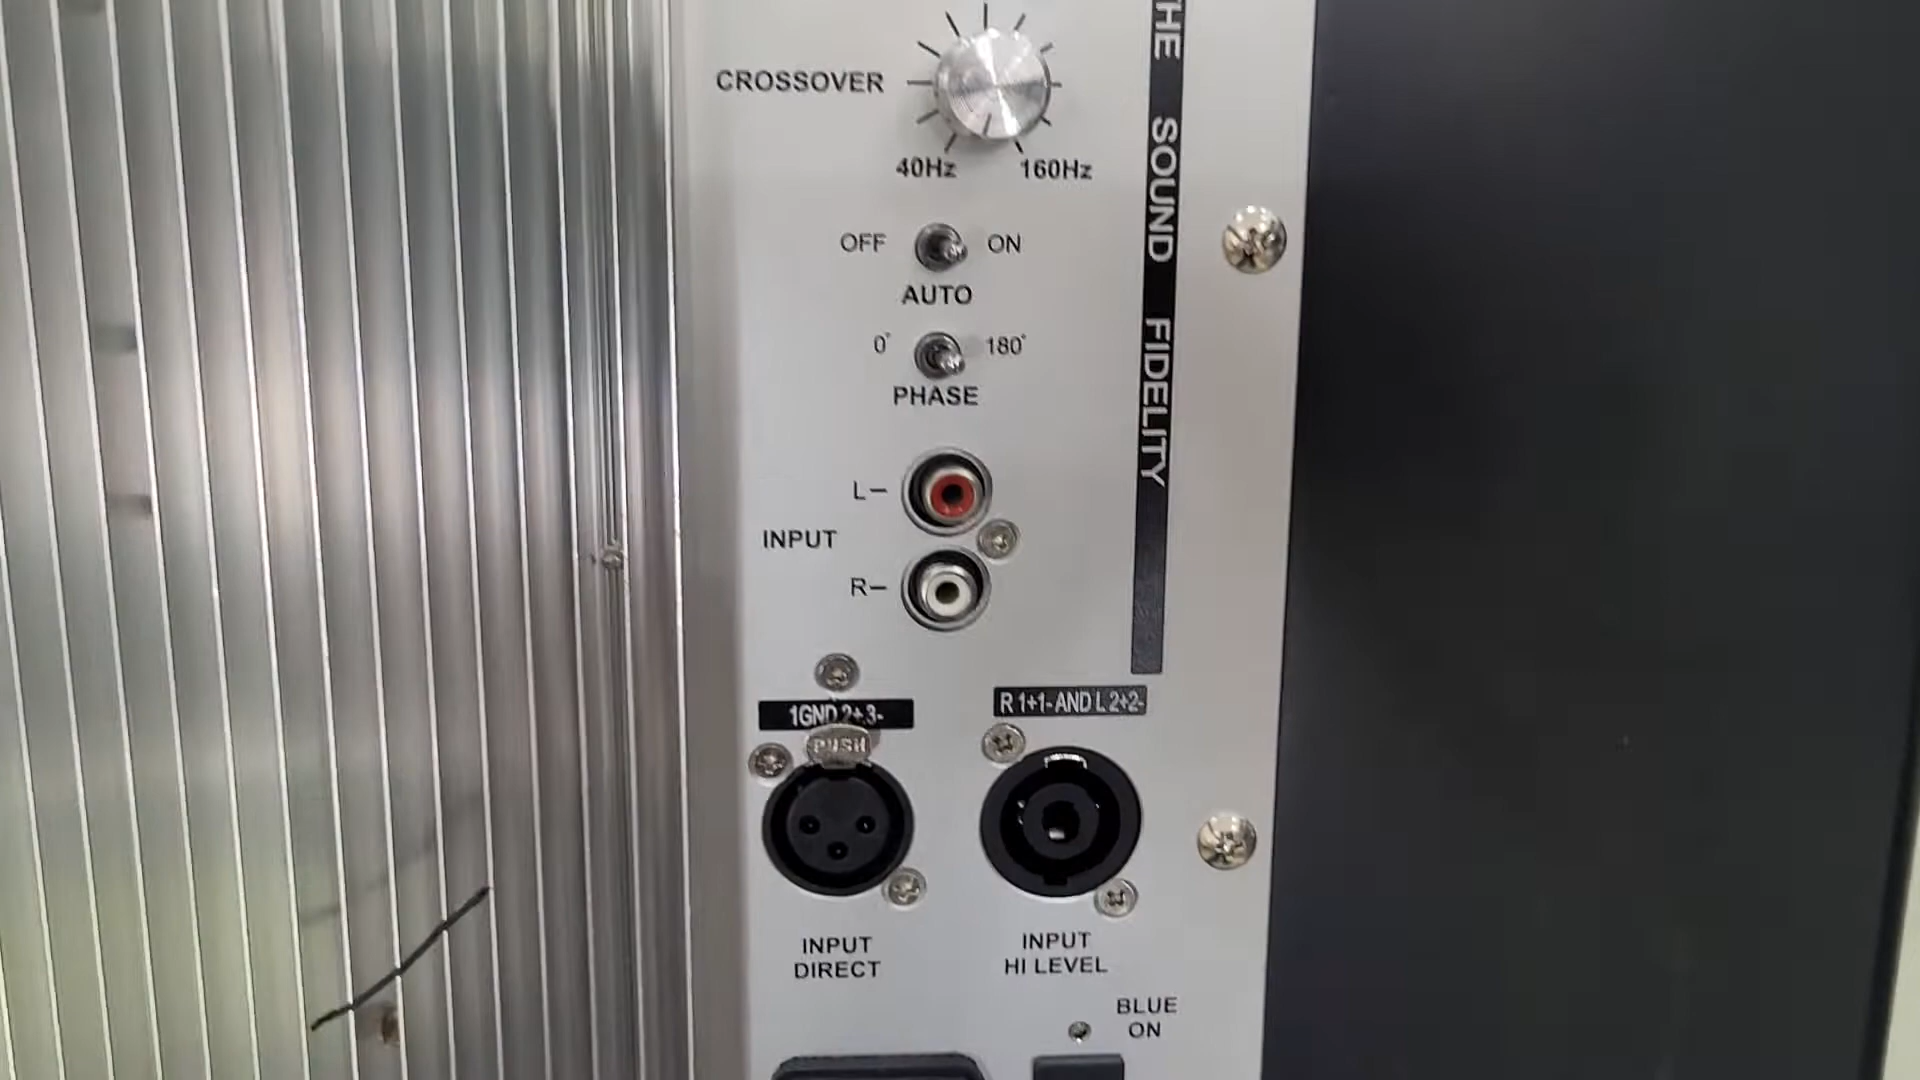 CROSSOVER
40Hz 160Hz
OFF ON
AUTO
0° 180°
PHASE
L
INPUT
R
THE SOUND FIDELITY
1GND 2+ 3-
PUSH
R 1+1- AND L 2+2-
INPUT
DIRECT
INPUT
HI LEVEL
BLUE
ON